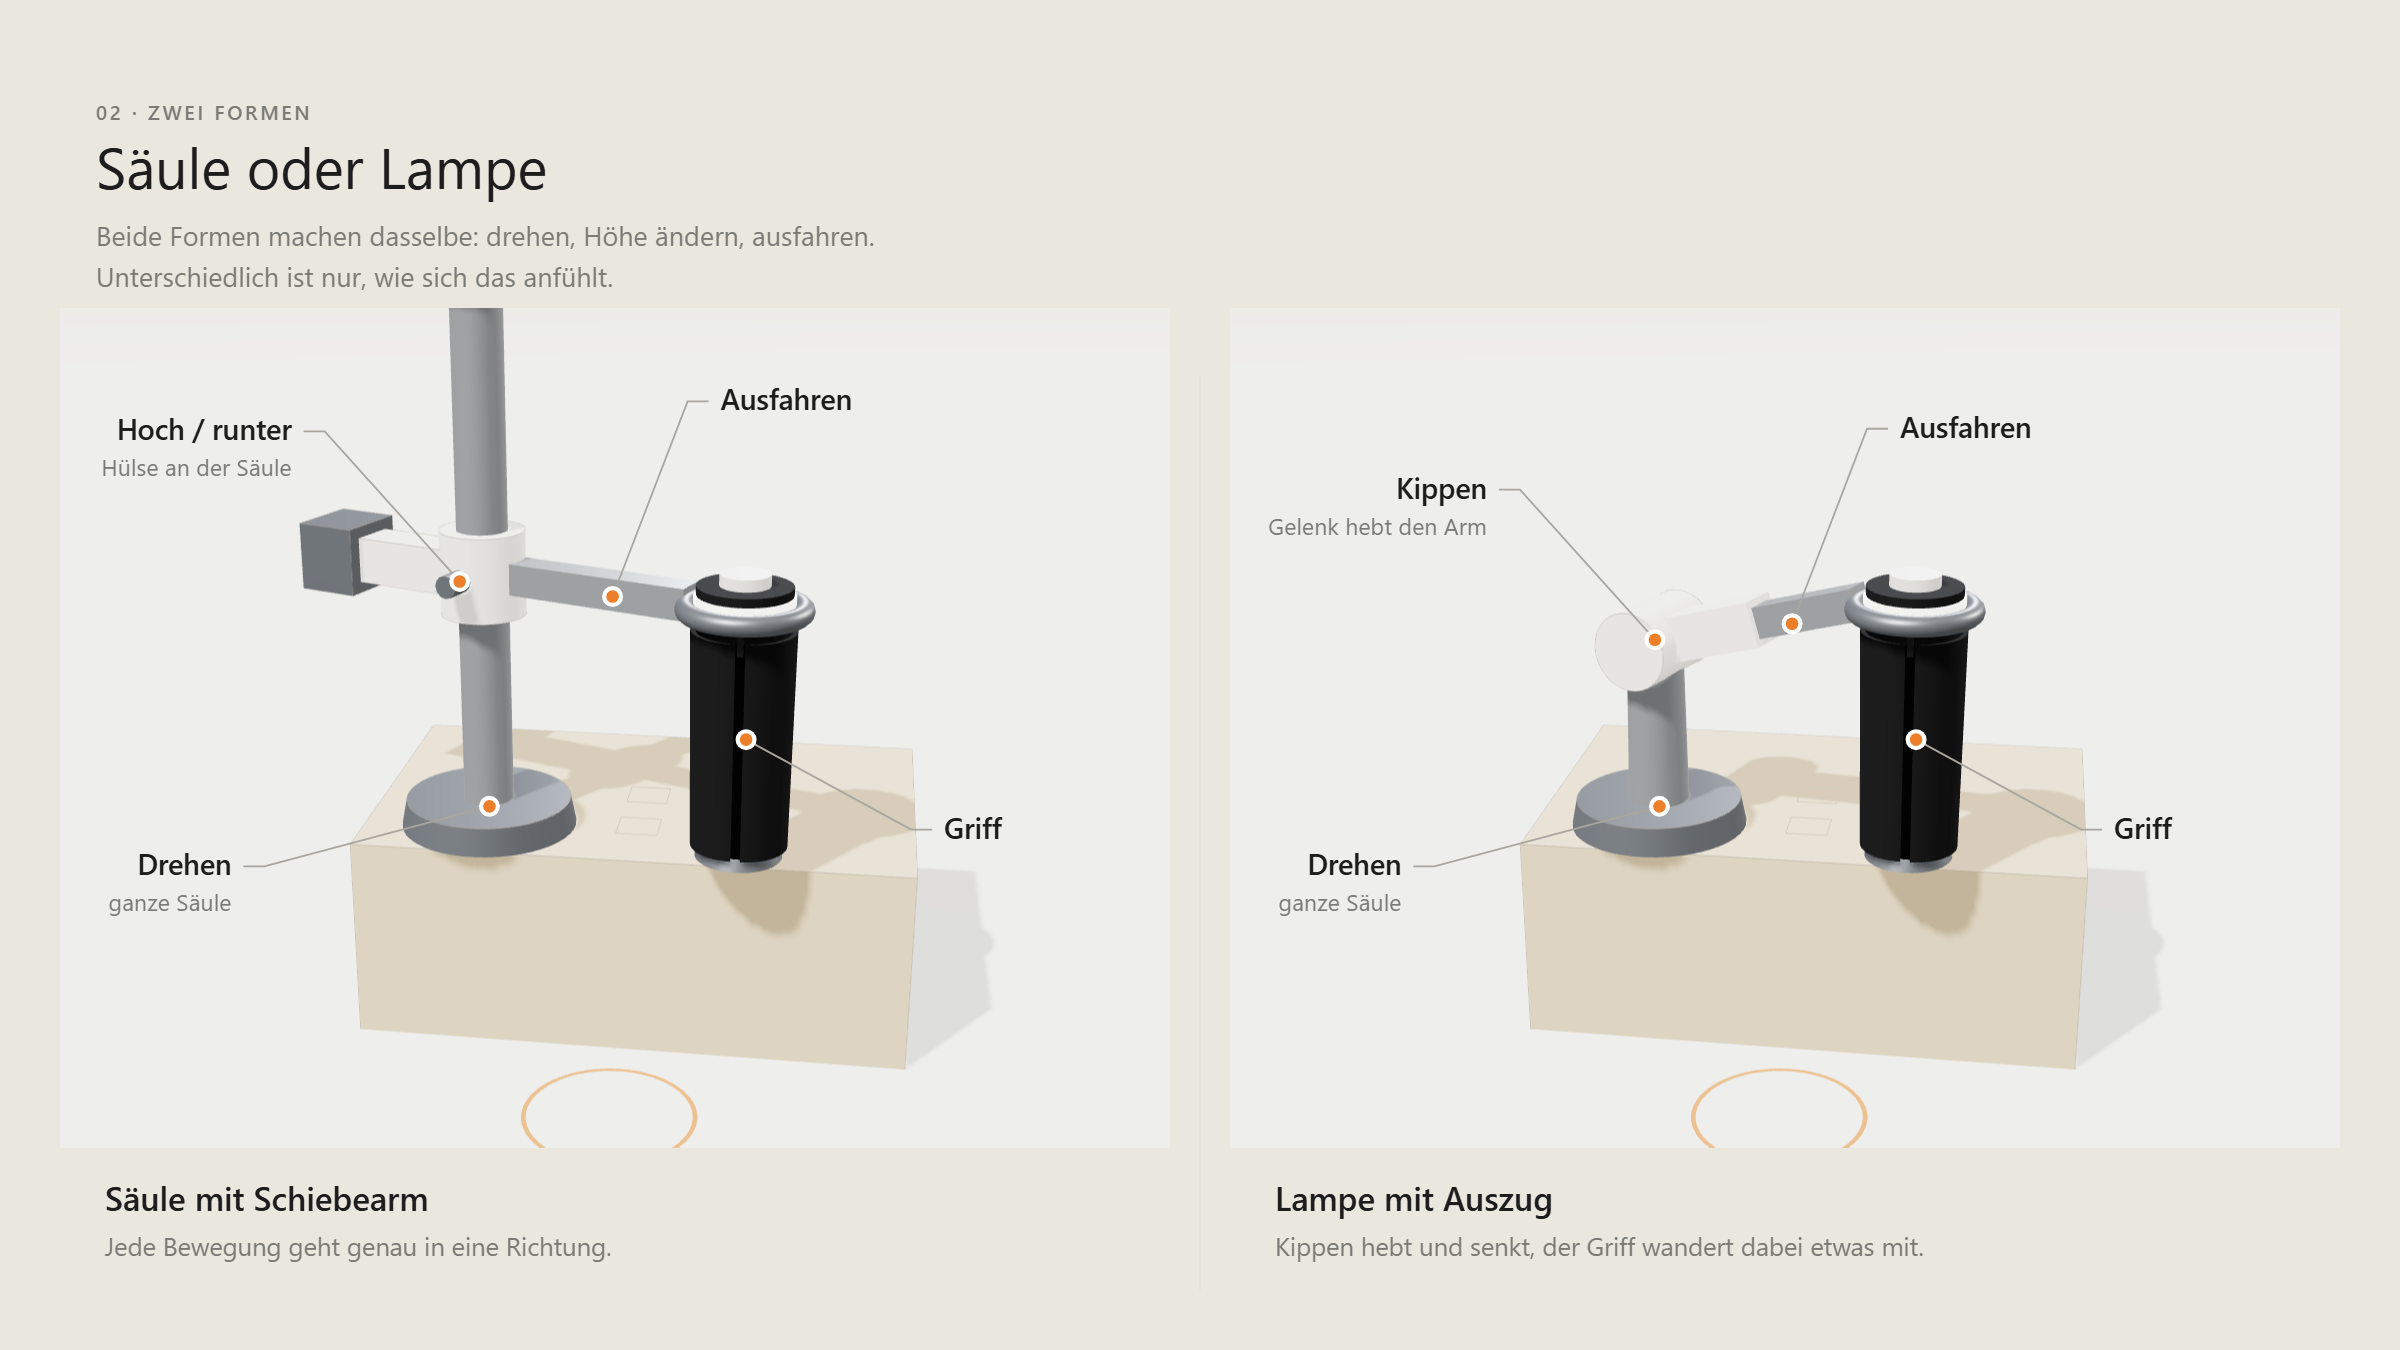 02 · ZWEI FORMEN
Säule oder Lampe
Beide Formen machen dasselbe: drehen, Höhe ändern, ausfahren.
Unterschiedlich ist nur, wie sich das anfühlt.
Ausfahren
Hoch / runter
Hülse an der Säule
Griff
Drehen
ganze Säule
Säule mit Schiebearm
Jede Bewegung geht genau in eine Richtung.
Ausfahren
Kippen
Gelenk hebt den Arm
Griff
Drehen
ganze Säule
Lampe mit Auszug
Kippen hebt und senkt, der Griff wandert dabei etwas mit.